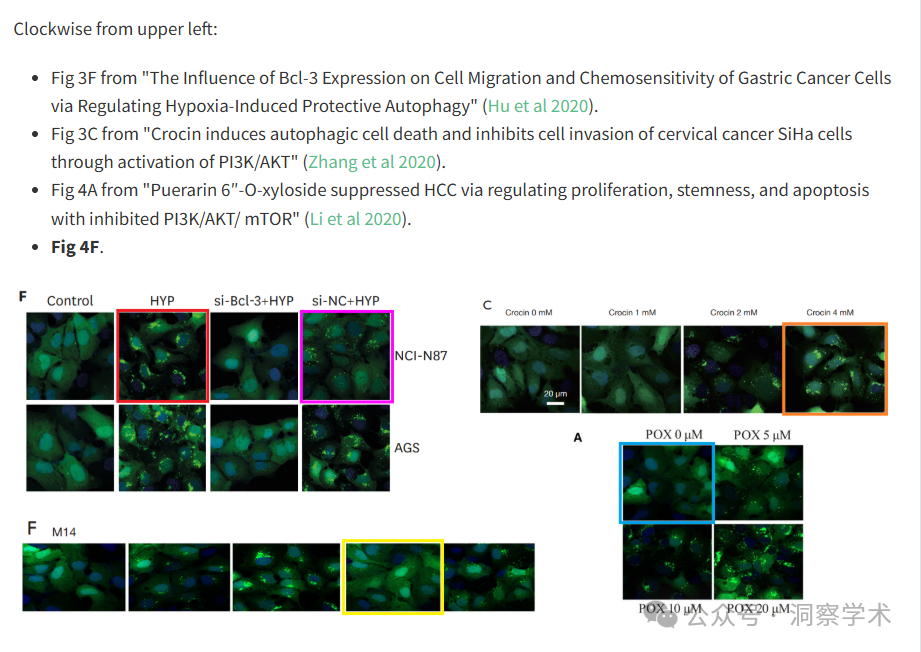 Clockwise from upper left:
• Fig 3F from "The Influence of Bcl-3 Expression on Cell Migration and Chemosensitivity of Gastric Cancer Cells
via Regulating Hypoxia-Induced Protective Autophagy" (Hu et al 2020).
• Fig 3C from "Crocin induces autophagic cell death and inhibits cell invasion of cervical cancer SiHa cells
through activation of PI3K/AKT" (Zhang et al 2020).
• Fig 4A from "Puerarin 6″-O-xyloside suppressed HCC via regulating proliferation, stemness, and apoptosis
with inhibited PI3K/AKT/ mTOR" (Li et al 2020).
• Fig 4F.
F
Control HYP si-Bcl-3+HYP si-NC+HYP
NCI-N87
AGS
C
Crocin 0 mM Crocin 1 mM Crocin 2 mM Crocin 4 mM
20 μm
A
POX 0 μM POX 5 μM
POX 10 μM POX 20 μM
F M14
公众号 · 洞察学术